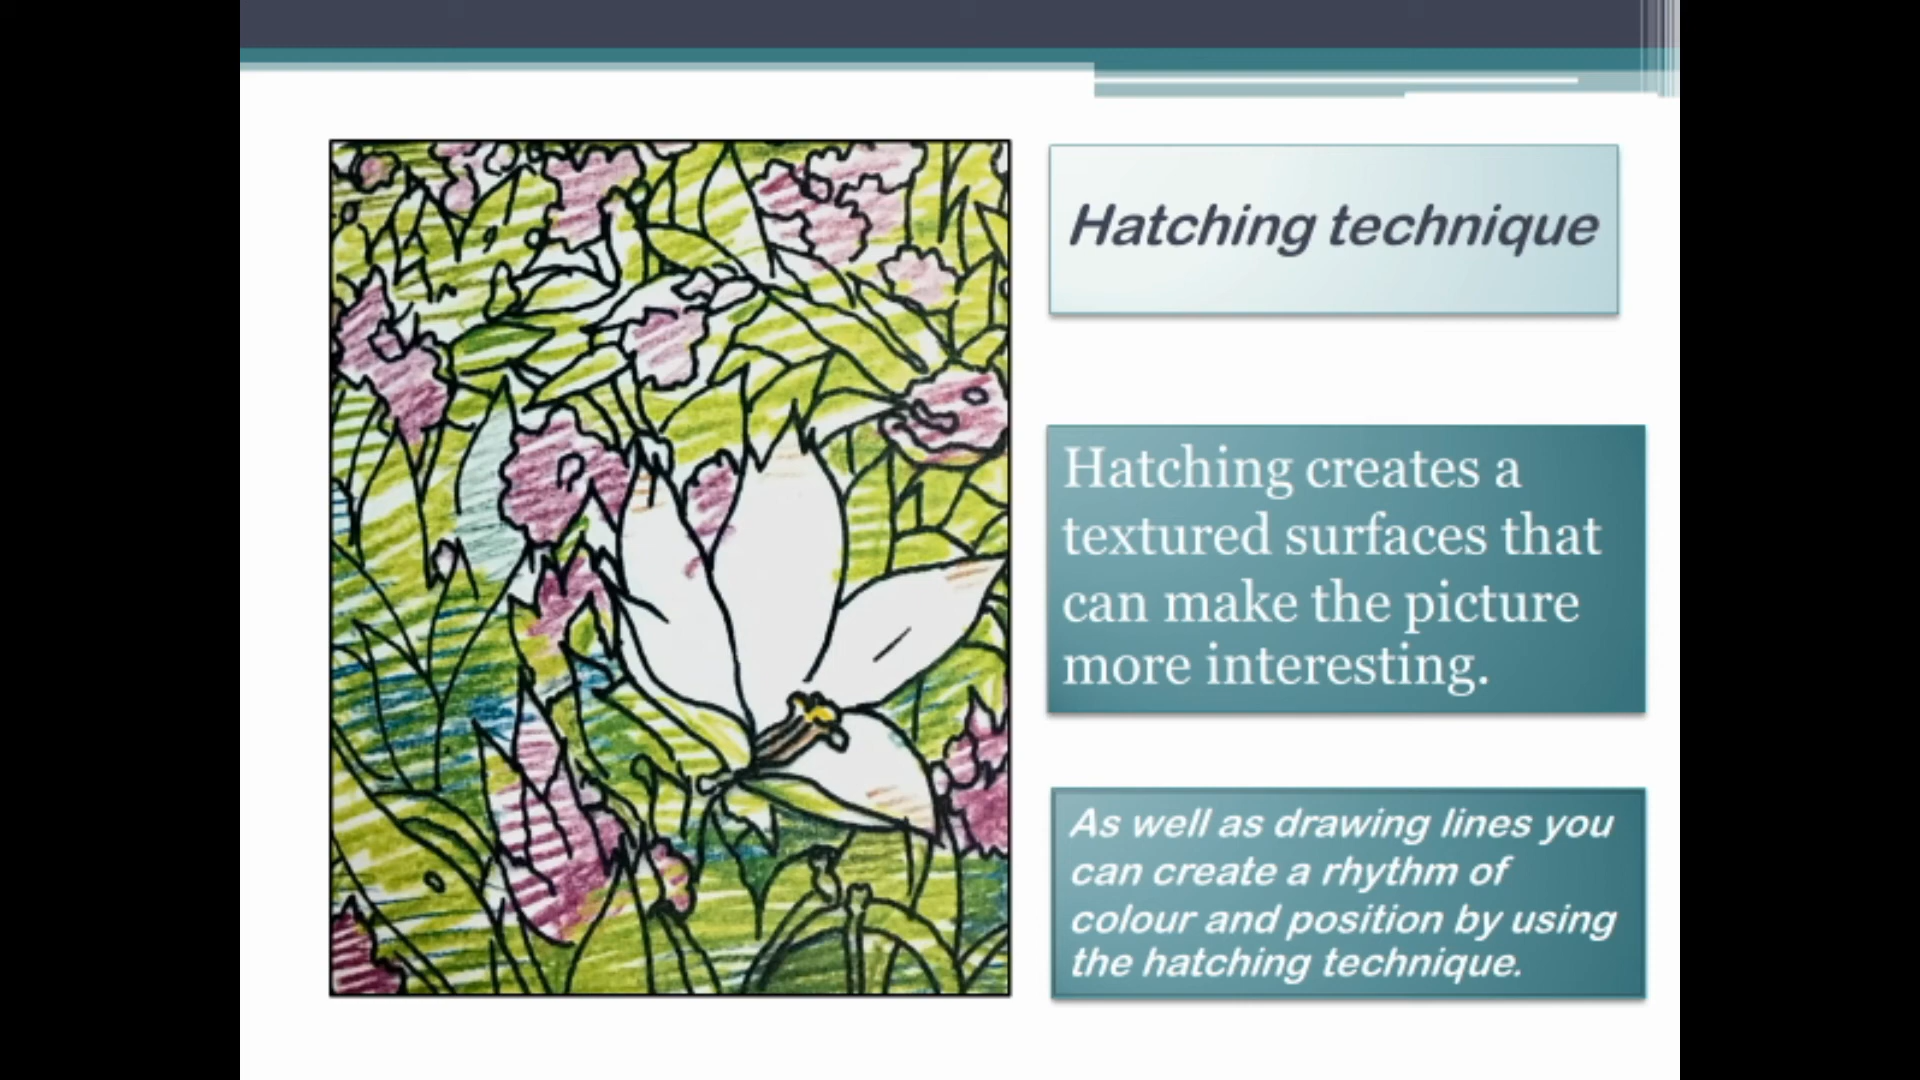 Hatching technique
Hatching creates a
textured surfaces that
can make the picture
more interesting.
As well as drawing lines you
can create a rhythm of
colour and position by using
the hatching technique.